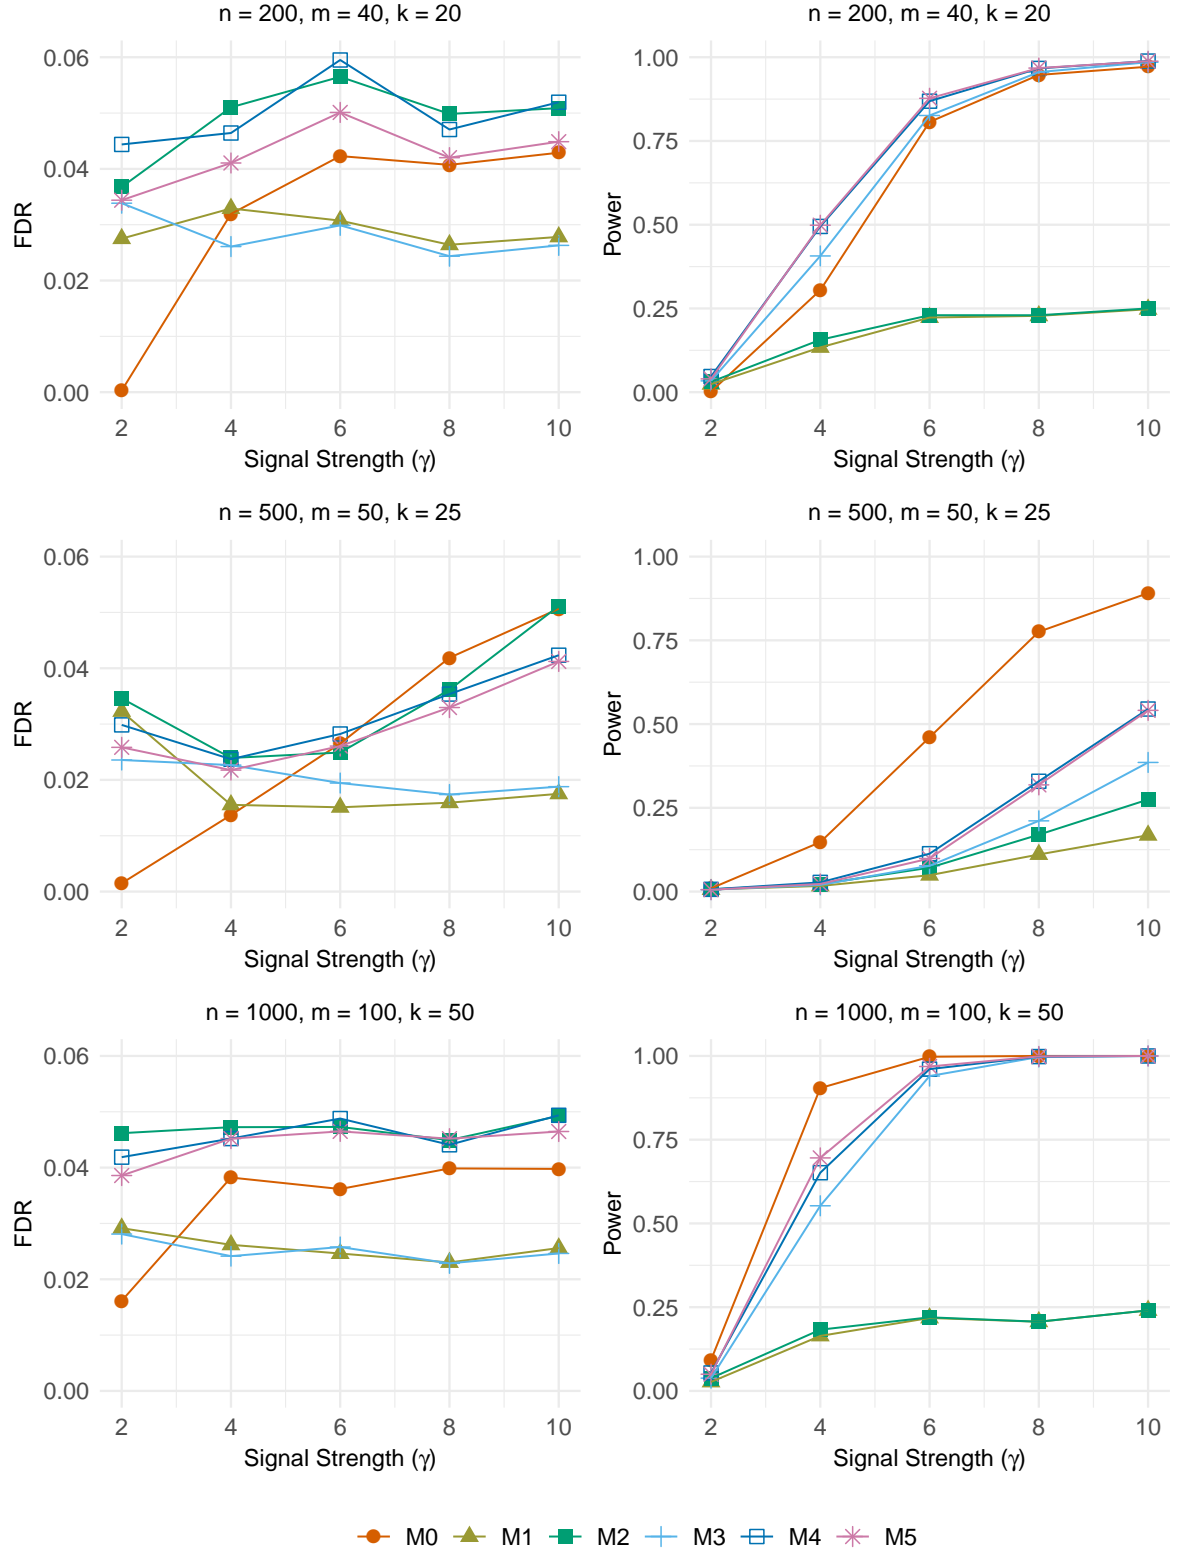 n = 200, m = 40, k = 20
n = 200, m = 40, k = 20
0.06
0.04
0.02
0.00
FDR
2 4 6 8 10
Signal Strength (γ)
1.00
0.75
0.50
0.25
0.00
Power
2 4 6 8 10
Signal Strength (γ)
n = 500, m = 50, k = 25
n = 500, m = 50, k = 25
0.06
0.04
0.02
0.00
FDR
2 4 6 8 10
Signal Strength (γ)
1.00
0.75
0.50
0.25
0.00
Power
2 4 6 8 10
Signal Strength (γ)
n = 1000, m = 100, k = 50
n = 1000, m = 100, k = 50
0.06
0.04
0.02
0.00
FDR
2 4 6 8 10
Signal Strength (γ)
1.00
0.75
0.50
0.25
0.00
Power
2 4 6 8 10
Signal Strength (γ)
M0 M1 M2 M3 M4 M5